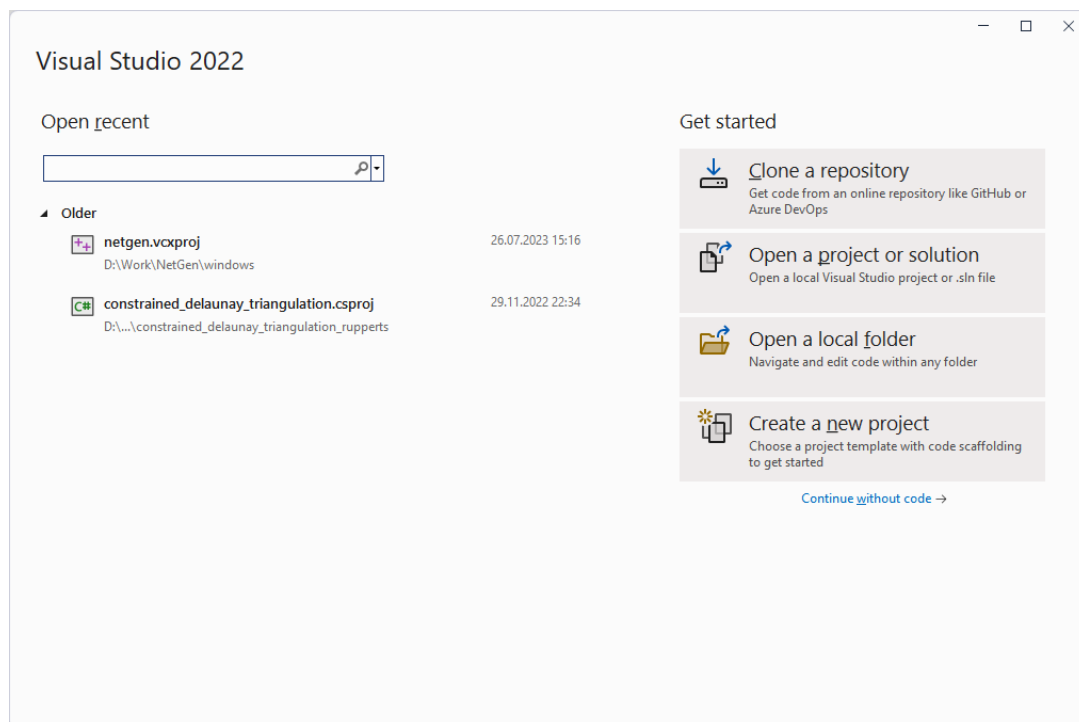 Visual Studio 2022
Open recent
Older
netgen.vcxproj
26.07.2023 15:16
D:\Work\NetGen\windows
C#
constrained_delaunay_triangulation.csproj
29.11.2022 22:34
D:\...\constrained_delaunay_triangulation_rupperts
Get started
Clone a repository
Get code from an online repository like GitHub or
Azure DevOps
Open a project or solution
Open a local Visual Studio project or .sln file
Open a local folder
Navigate and edit code within any folder
Create a new project
Choose a project template with code scaffolding
to get started
Continue without code →